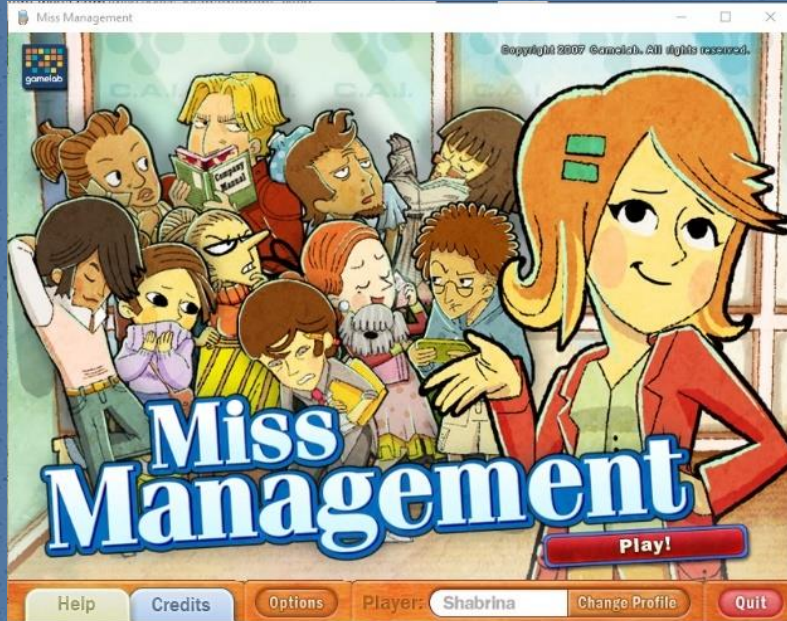 Miss Management
gamelab
Copyright 2007 Gamelab. All rights reserved.
C.A.I.
C.A.I.
C.A.I.
Company
Manual
Miss
Management
Play!
Help
Credits
Options
Player:
Shabrina
Change Profile
Quit